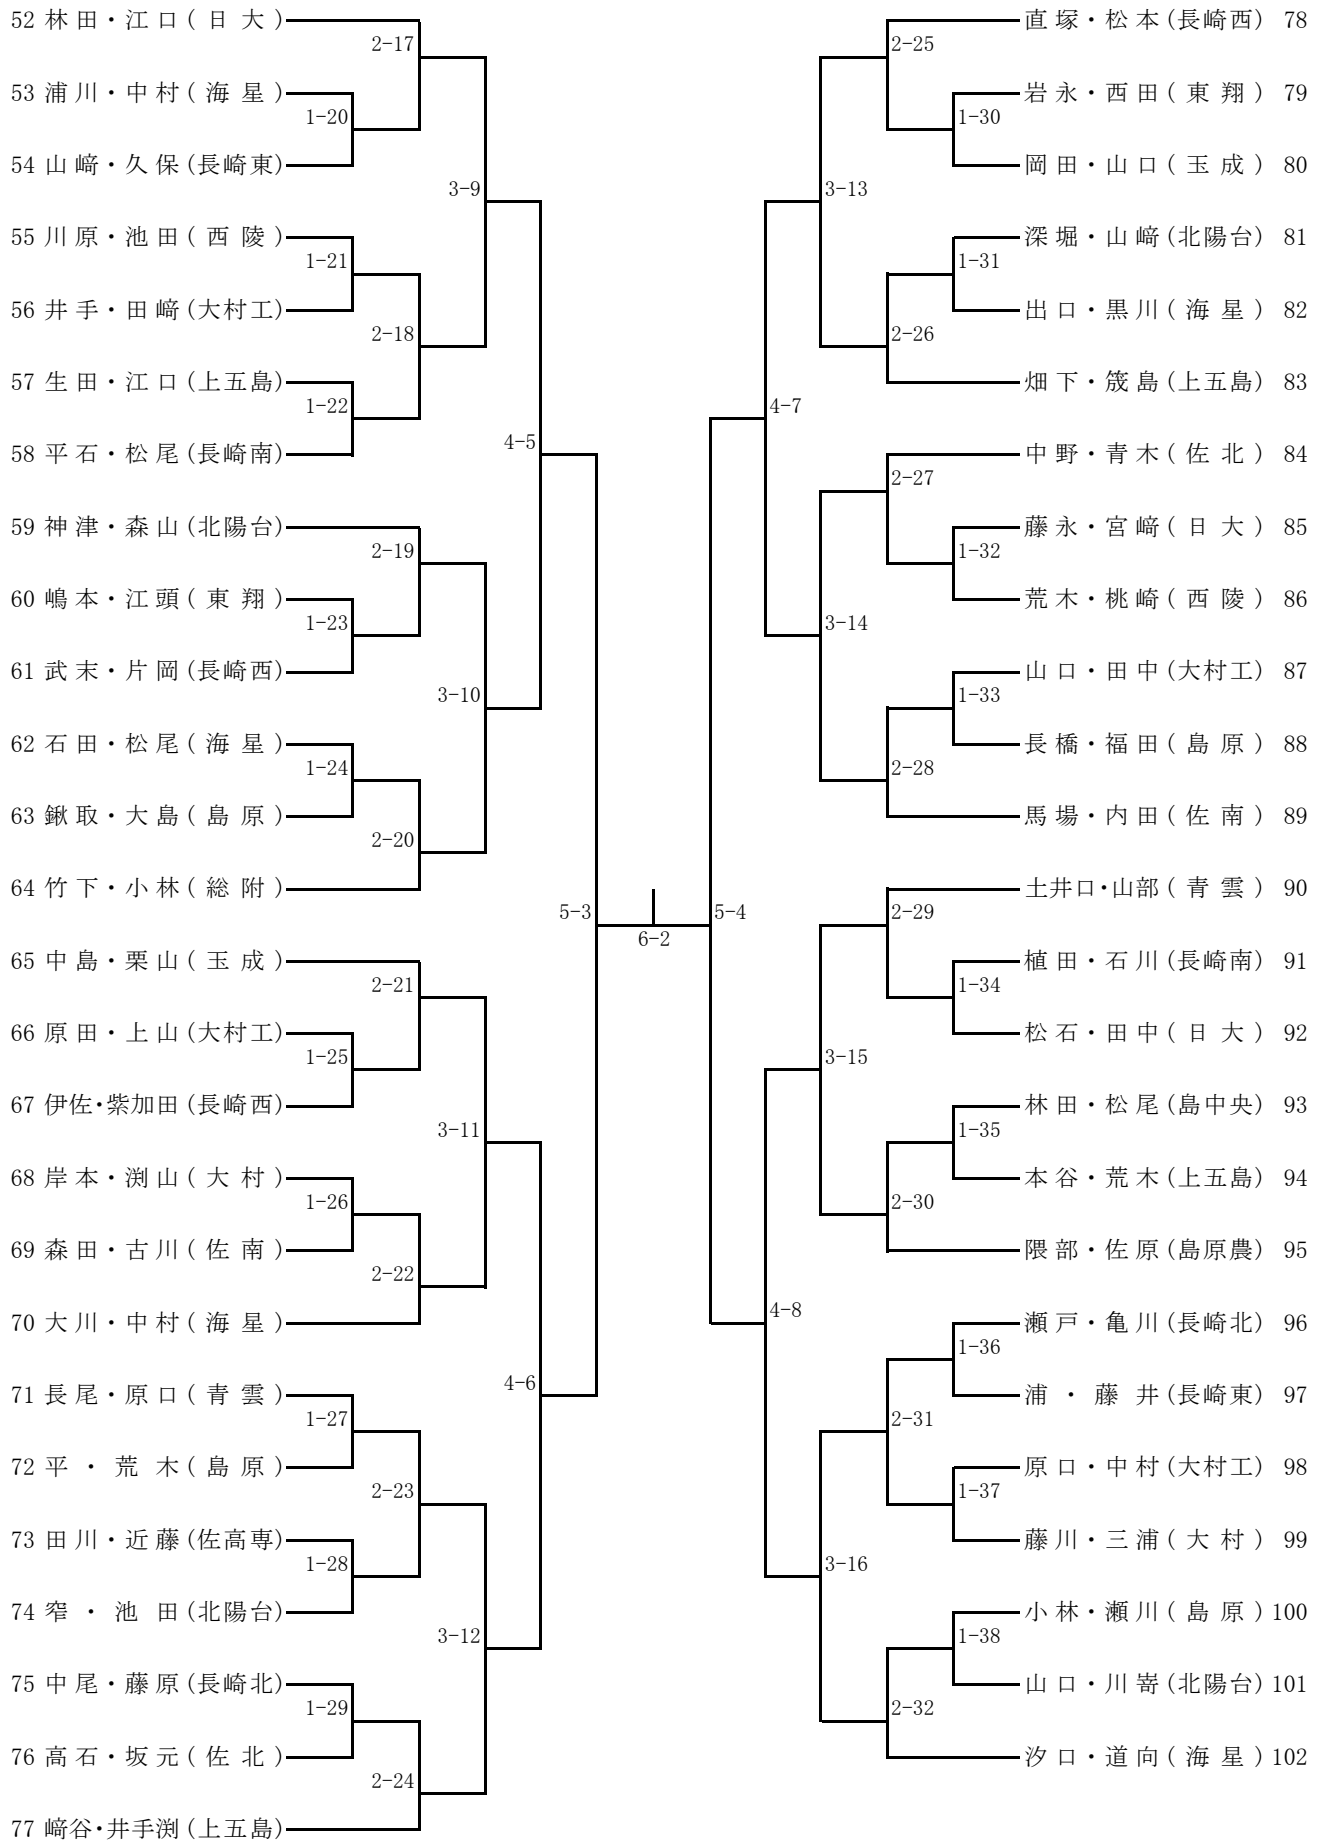 52 林田・江口(日大)
2-17
53 浦川・中村(海星)
1-20
54 山﨑・久保(長崎東)
3-9
55 川原・池田(西陵)
1-21
56 井手・田﨑(大村工)
2-18
57 生田・江口(上五島)
1-22
58 平石・松尾(長崎南)
4-5
59 神津・森山(北陽台)
2-19
60 嶋本・江頭(東翔)
1-23
61 武末・片岡(長崎西)
3-10
62 石田・松尾(海星)
1-24
63 鍬取・大島(島原)
2-20
64 竹下・小林(総附)
5-3
6-2
65 中島・栗山(玉成)
2-21
66 原田・上山(大村工)
1-25
67 伊佐・紫加田(長崎西)
3-11
68 岸本・渕山(大村)
1-26
69 森田・古川(佐南)
2-22
70 大川・中村(海星)
4-6
71 長尾・原口(青雲)
1-27
72 平・荒木(島原)
2-23
73 田川・近藤(佐高専)
1-28
74 窄・池田(北陽台)
3-12
75 中尾・藤原(長崎北)
1-29
76 高石・坂元(佐北)
2-24
77 﨑谷・井手渕(上五島)
直塚・松本(長崎西) 78
2-25
岩永・西田(東翔) 79
1-30
岡田・山口(玉成) 80
3-13
深堀・山﨑(北陽台) 81
1-31
出口・黒川(海星) 82
2-26
畑下・筬島(上五島) 83
4-7
中野・青木(佐北) 84
2-27
藤永・宮﨑(日大) 85
1-32
荒木・桃崎(西陵) 86
3-14
山口・田中(大村工) 87
1-33
長橋・福田(島原) 88
2-28
馬場・内田(佐南) 89
土井口・山部(青雲) 90
2-29
5-4
植田・石川(長崎南) 91
1-34
松石・田中(日大) 92
3-15
林田・松尾(島中央) 93
1-35
本谷・荒木(上五島) 94
2-30
隈部・佐原(島原農) 95
4-8
瀬戸・亀川(長崎北) 96
1-36
浦・藤井(長崎東) 97
2-31
原口・中村(大村工) 98
1-37
藤川・三浦(大村) 99
3-16
小林・瀬川(島原) 100
1-38
山口・川嵜(北陽台) 101
2-32
汐口・道向(海星) 102